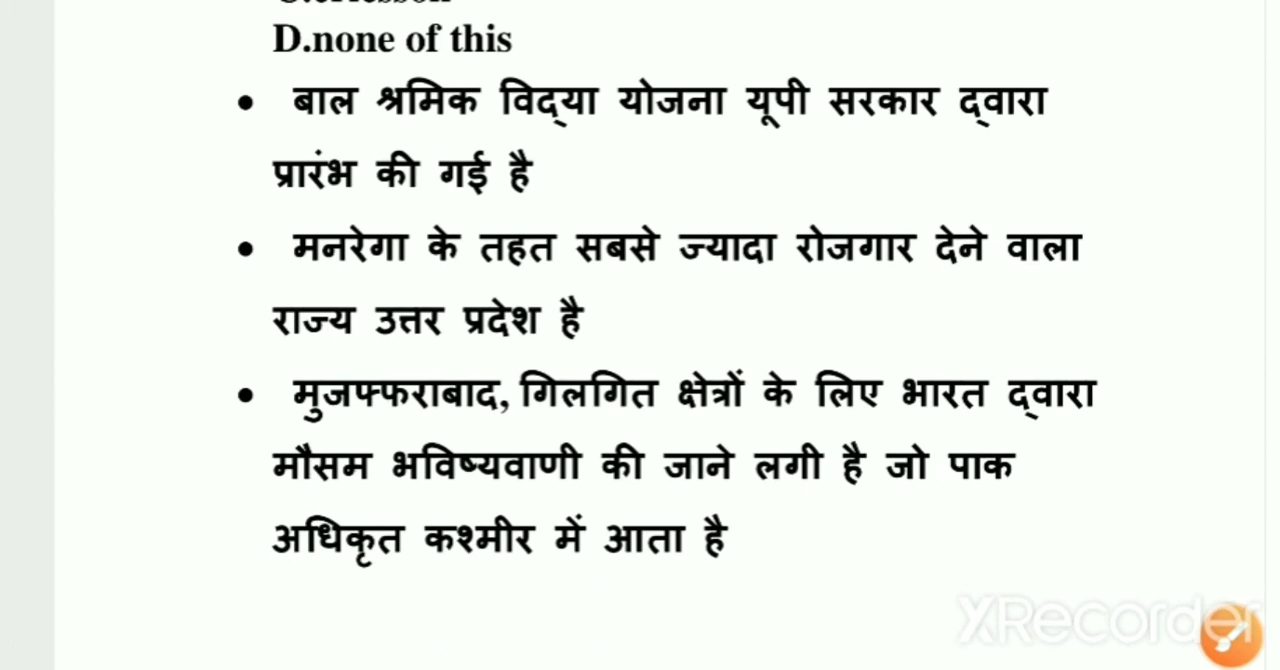 C.ericsson
D.none of this
• बाल श्रमिक विद्या योजना यूपी सरकार द्वारा
प्रारंभ की गई है
• मनरेगा के तहत सबसे ज्यादा रोजगार देने वाला
राज्य उत्तर प्रदेश है
• मुजफ्फराबाद, गिलगित क्षेत्रों के लिए भारत द्वारा
मौसम भविष्यवाणी की जाने लगी है जो पाक
अधिकृत कश्मीर में आता है
XRecorder